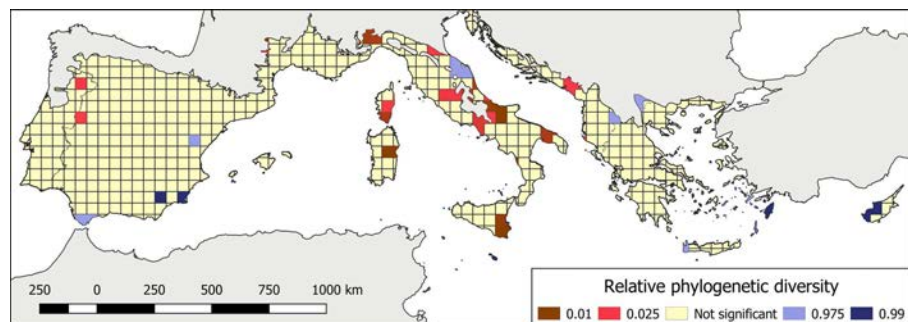 250 0 250 500 750 1000 km
Relative phylogenetic diversity
0.01 0.025 Not significant 0.975 0.99